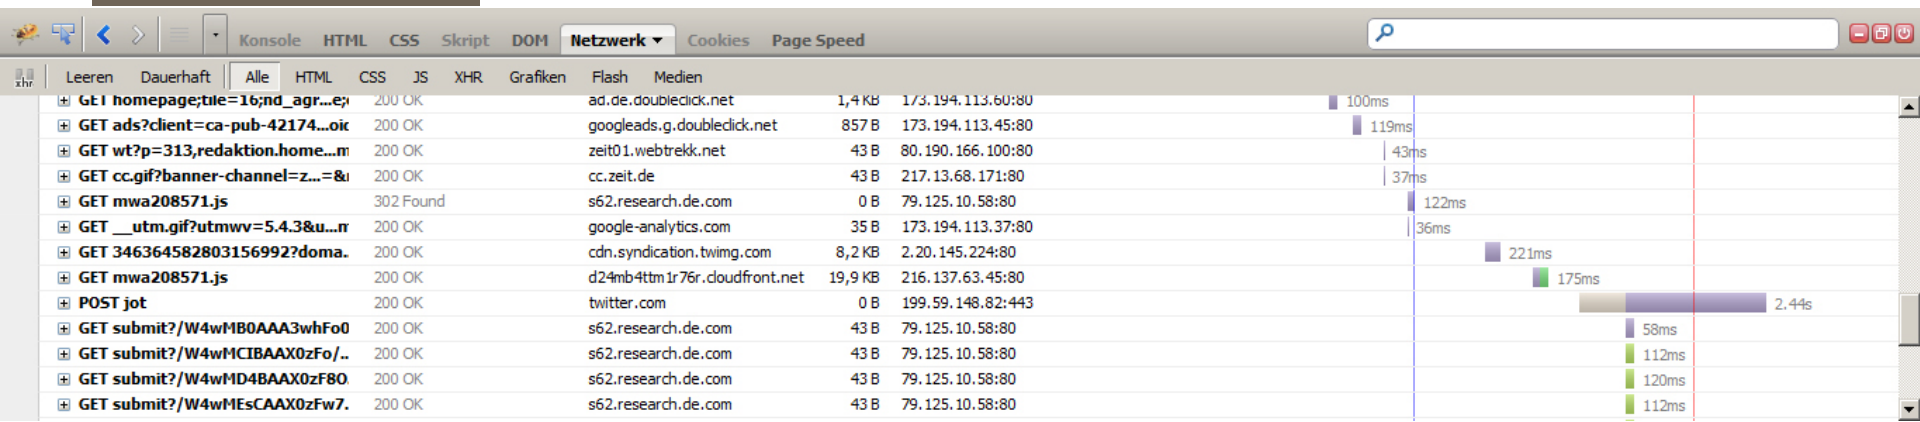 Konsole HTML CSS Skript DOM Netzwerk Cookies Page Speed
xhr Leeren Dauerhaft Alle HTML CSS JS XHR Grafiken Flash Medien
GET homepage;tile=16;nd_agr...e; 200 OK ad.de.doubleclick.net 1,4 KB 173.194.113.60:80 100ms
GET ads?client=ca-pub-42174...oid 200 OK googleads.g.doubleclick.net 857 B 173.194.113.45:80 119ms
GET wt?p=313,redaktion.home...m 200 OK zeit01.webtrekk.net 43 B 80.190.166.100:80 43ms
GET cc.gif?banner-channel=z...=& 200 OK cc.zeit.de 43 B 217.13.68.171:80 37ms
GET mwa208571.js 302 Found s62.research.de.com 0 B 79.125.10.58:80 122ms
GET __utm.gif?utmwv=5.4.3&u...m 200 OK google-analytics.com 35 B 173.194.113.37:80 36ms
GET 346364582803156992?doma.. 200 OK cdn.syndication.twimg.com 8,2 KB 2.20.145.224:80 221ms
GET mwa208571.js 200 OK d24mb4ttm1r76r.cloudfront.net 19,9 KB 216.137.63.45:80 175ms
POST jot 200 OK twitter.com 0 B 199.59.148.82:443 2.44s
GET submit?/W4wMB0AAA3whFo0 200 OK s62.research.de.com 43 B 79.125.10.58:80 58ms
GET submit?/W4wMCIBAAX0zFo/.. 200 OK s62.research.de.com 43 B 79.125.10.58:80 112ms
GET submit?/W4wMD4BAAX0zF8O. 200 OK s62.research.de.com 43 B 79.125.10.58:80 120ms
GET submit?/W4wMEsCAAX0zFw7. 200 OK s62.research.de.com 43 B 79.125.10.58:80 112ms